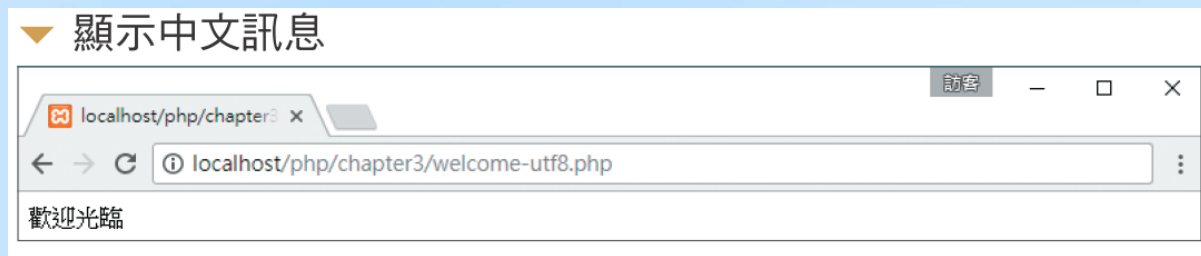 顯示中文訊息
訪客
localhost/php/chapter3
localhost/php/chapter3/welcome-utf8.php
歡迎光臨